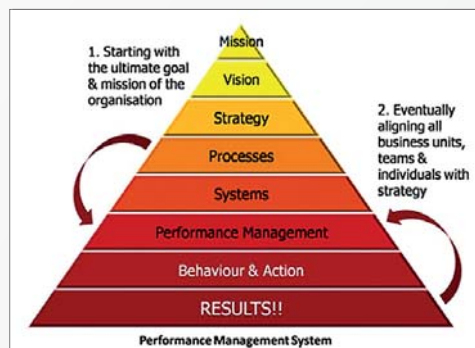 Mission
1. Starting with
the ultimate goal
& mission of the
organisation
Vision
Strategy
2. Eventually
aligning all
business units,
teams &
individuals with
strategy
Processes
Systems
Performance Management
Behaviour & Action
RESULTS!!
Performance Management System